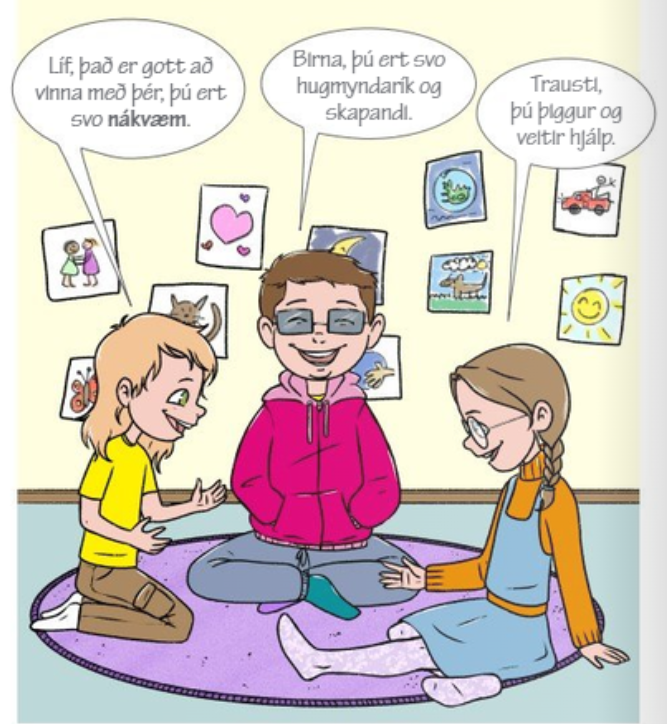 Líf, það er gott að
vinna með þér, þú ert
svo nákvæm.
Birna, þú ert svo
hugmyndarík og
skapandi.
Trausti,
þú þiggur og
veitir hjálp.